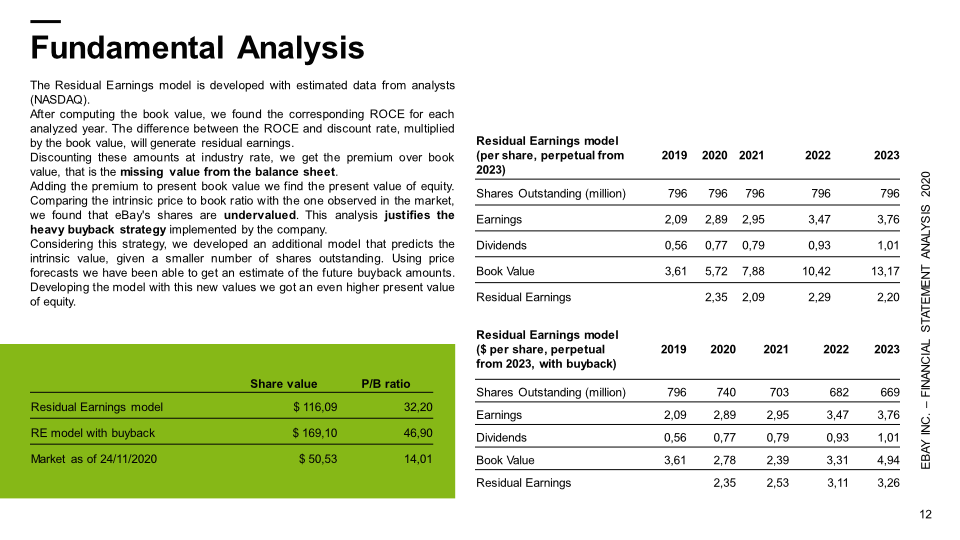 Fundamental Analysis
The Residual Earnings model is developed with estimated data from analysts
(NASDAQ).
After computing the book value, we found the corresponding ROCE for each
analyzed year. The difference between the ROCE and discount rate, multiplied
by the book value, will generate residual earnings.
Discounting these amounts at industry rate, we get the premium over book
value, that is the missing value from the balance sheet.
Adding the premium to present book value we find the present value of equity.
Comparing the intrinsic price to book ratio with the one observed in the market,
we found that eBay's shares are undervalued. This analysis justifies the
heavy buyback strategy implemented by the company.
Considering this strategy, we developed an additional model that predicts the
intrinsic value, given a smaller number of shares outstanding. Using price
forecasts we have been able to get an estimate of the future buyback amounts.
Developing the model with this new values we got an even higher present value
of equity.
Share value P/B ratio
Residual Earnings model $ 116,09 32,20
RE model with buyback $ 169,10 46,90
Market as of 24/11/2020 $ 50,53 14,01
Residual Earnings model
(per share, perpetual from 2019 2020 2021 2022 2023
2023)
Shares Outstanding (million) 796 796 796 796 796
Earnings 2,09 2,89 2,95 3,47 3,76
Dividends 0,56 0,77 0,79 0,93 1,01
Book Value 3,61 5,72 7,88 10,42 13,17
Residual Earnings 2,35 2,09 2,29 2,20
Residual Earnings model
($ per share, perpetual 2019 2020 2021 2022 2023
from 2023, with buyback)
Shares Outstanding (million) 796 740 703 682 669
Earnings 2,09 2,89 2,95 3,47 3,76
Dividends 0,56 0,77 0,79 0,93 1,01
Book Value 3,61 2,78 2,39 3,31 4,94
Residual Earnings 2,35 2,53 3,11 3,26
EBAY INC. – FINANCIAL STATEMENT ANALYSIS 2020
12